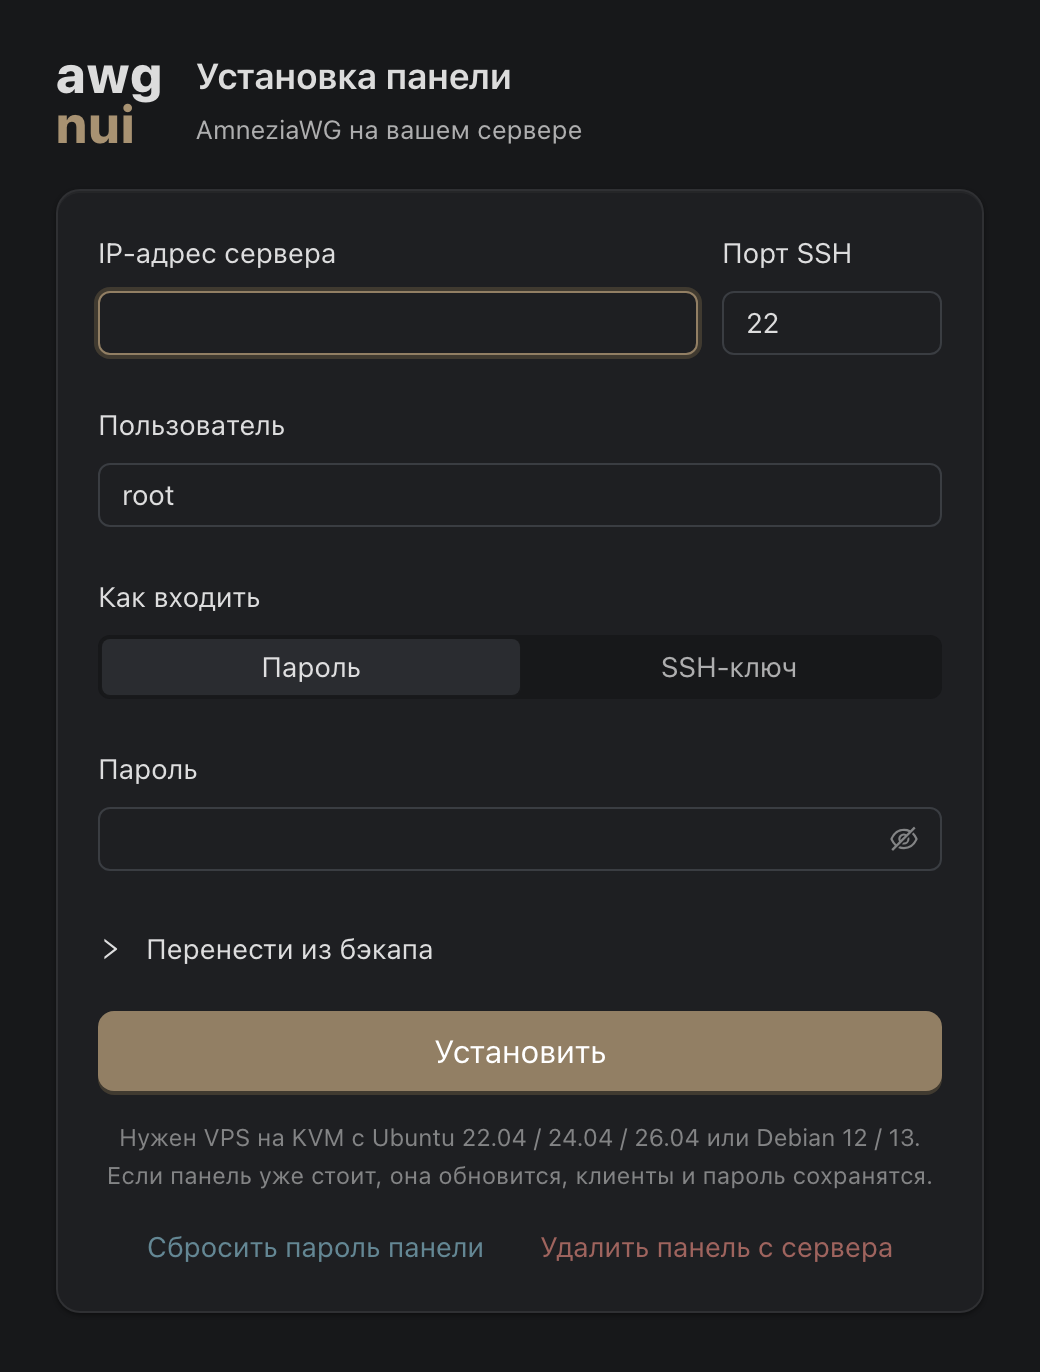 awg
nui
Установка панели
AmneziaWG на вашем сервере
IP-адрес сервера
Порт SSH
22
Пользователь
root
Как входить
Пароль
SSH-ключ
Пароль
Перенести из бэкапа
Установить
Нужен VPS на KVM с Ubuntu 22.04 / 24.04 / 26.04 или Debian 12 / 13.
Если панель уже стоит, она обновится, клиенты и пароль сохранятся.
Сбросить пароль панели
Удалить панель с сервера